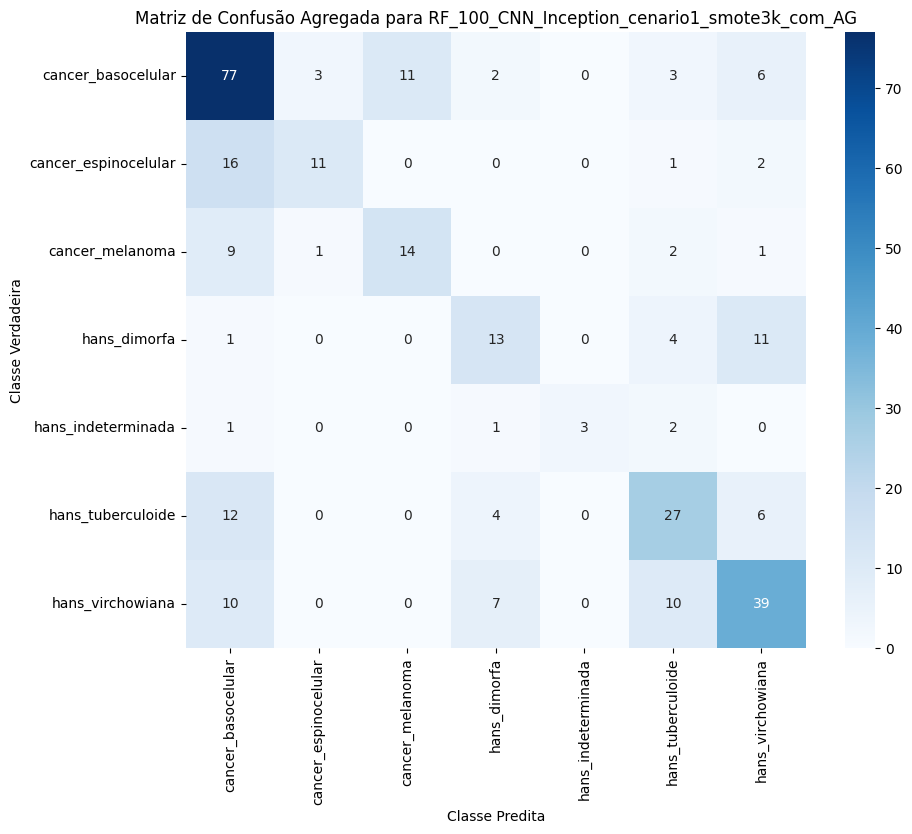 Matriz de Confusão Agregada para RF_100_CNN_Inception_cenario1_smote3k_com_AG
Classe Verdadeira
cancer_basocelular 77 3 11 2 0 3 6
cancer_espinocelular 16 11 0 0 0 1 2
cancer_melanoma 9 1 14 0 0 2 1
hans_dimorfa 1 0 0 13 0 4 11
hans_indeterminada 1 0 0 1 3 2 0
hans_tuberculoide 12 0 0 4 0 27 6
hans_virchowiana 10 0 0 7 0 10 39
cancer_basocelular
cancer_espinocelular
cancer_melanoma
hans_dimorfa
hans_indeterminada
hans_tuberculoide
hans_virchowiana
Classe Predita
70
60
50
40
30
20
10
0